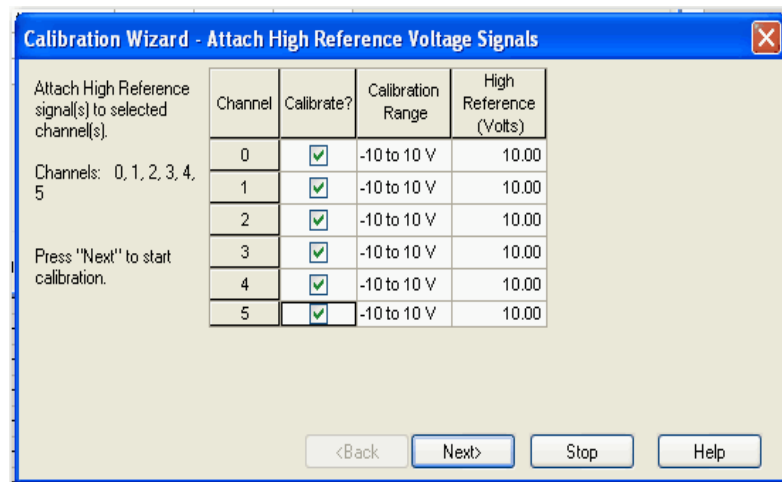 Calibration Wizard - Attach High Reference Voltage Signals
Attach High Reference
signal(s) to selected
channel(s).
Channels: 0, 1, 2, 3, 4,
5
Press "Next" to start
calibration.
Channel Calibrate? Calibration Range High Reference (Volts)
0 -10 to 10 V 10.00
1 -10 to 10 V 10.00
2 -10 to 10 V 10.00
3 -10 to 10 V 10.00
4 -10 to 10 V 10.00
5 -10 to 10 V 10.00
<Back Next> Stop Help